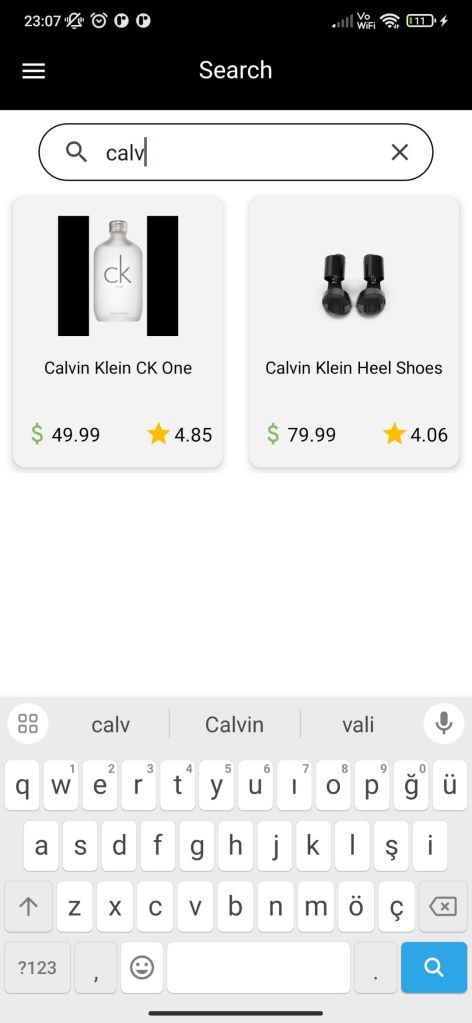 23:07 Vo WiFi 11
Search
calv
ck
Calvin Klein CK One
Calvin Klein Heel Shoes
$ 49.99 4.85
$ 79.99 4.06
calv Calvin vali
q w 1 e 2 r 3 t 4 y 5 u 6 ı 7 o 8 p 9 ğ 0 ü
a s d f g h j k l ş i
z x c v b n m ö ç
?123 , .